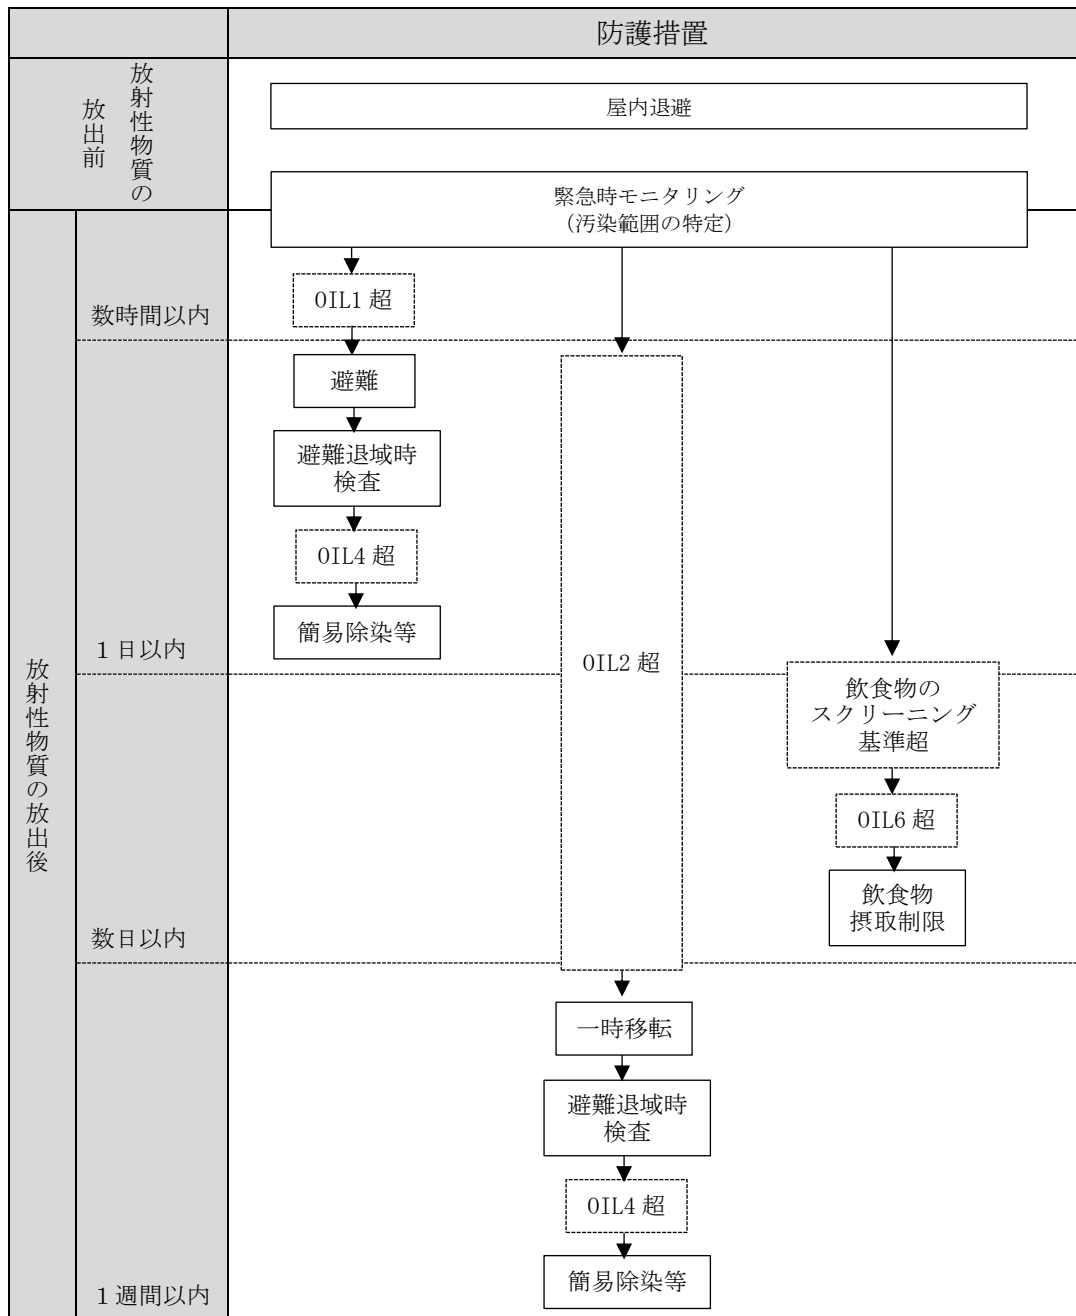 防護措置
放射性物質の
放出前
屋内退避
緊急時モニタリング
（汚染範囲の特定）
放射性物質の放出後
数時間以内
OIL1 超
避難
避難退域時
検査
OIL4 超
簡易除染等
１日以内
OIL2 超
飲食物の
スクリーニング
基準超
OIL6 超
飲食物
摂取制限
数日以内
一時移転
避難退域時
検査
OIL4 超
簡易除染等
１週間以内